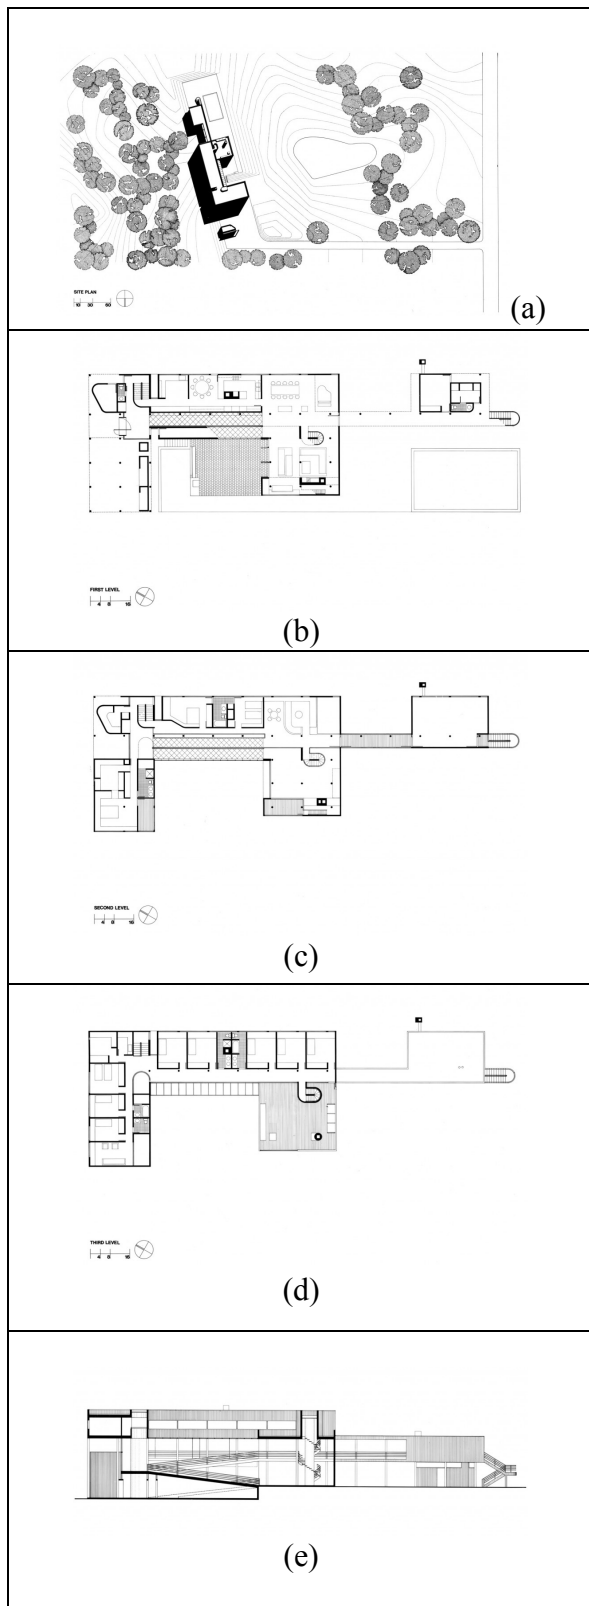 SITE PLAN
10 30 60
(a)
FIRST LEVEL
4 8 16
(b)
SECOND LEVEL
4 8 16
(c)
THIRD LEVEL
4 8 16
(d)
(e)